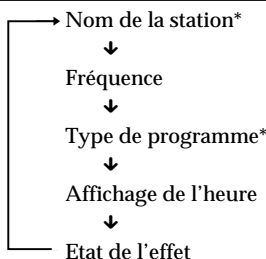 Nom de la station*
Fréquence
Type de programme*
Affichage de l'heure
Etat de l'effet